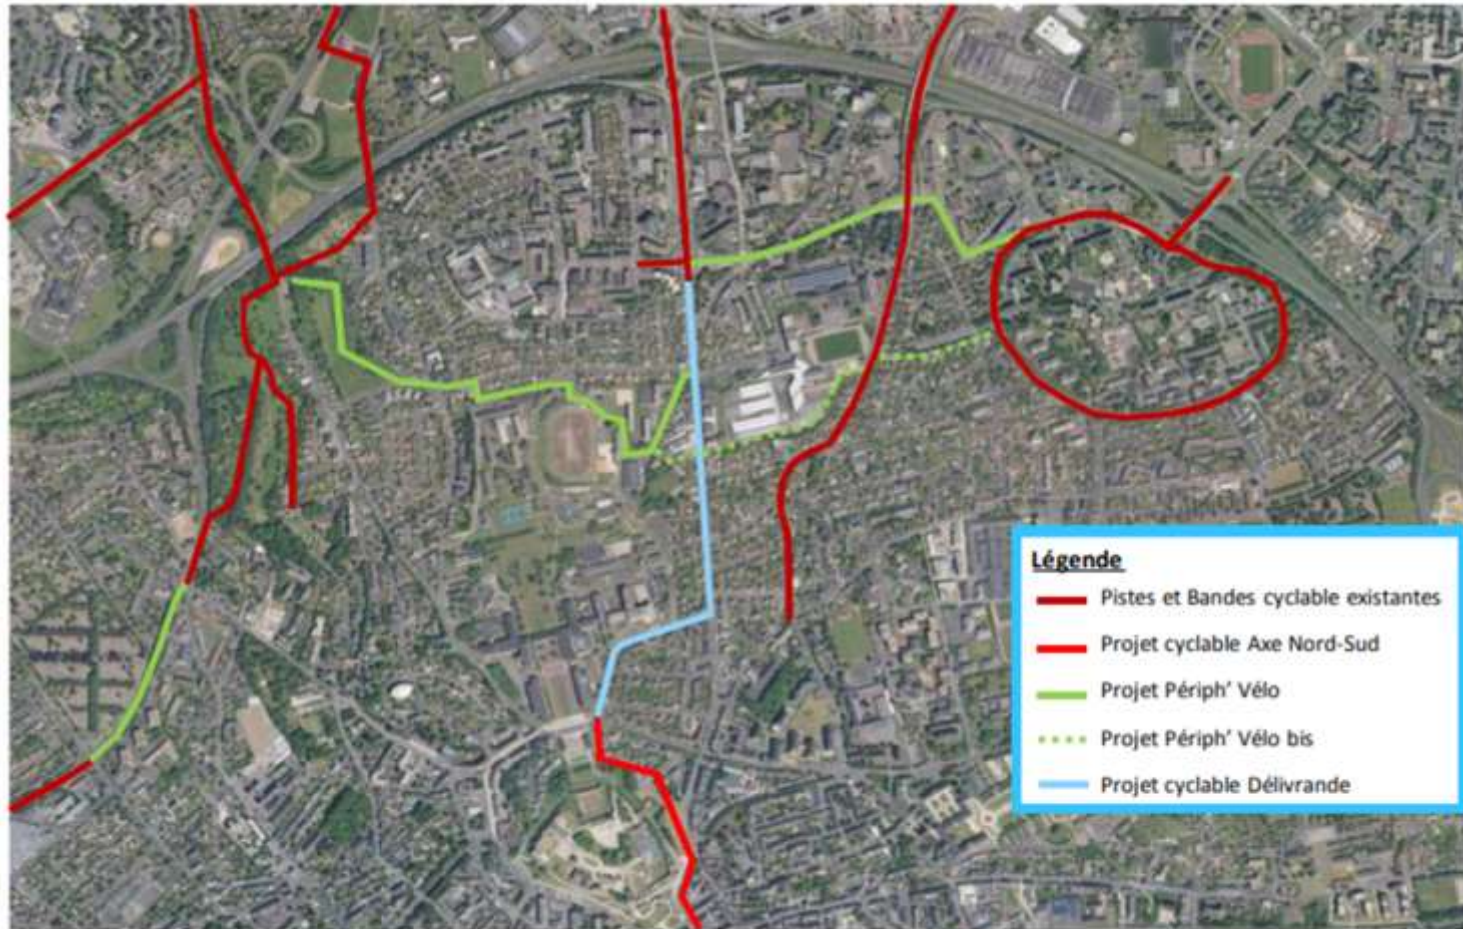 Légende
Pistes et Bandes cyclable existantes
Projet cyclable Axe Nord-Sud
Projet Périph' Vélo
Projet Périph' Vélo bis
Projet cyclable Délivrande